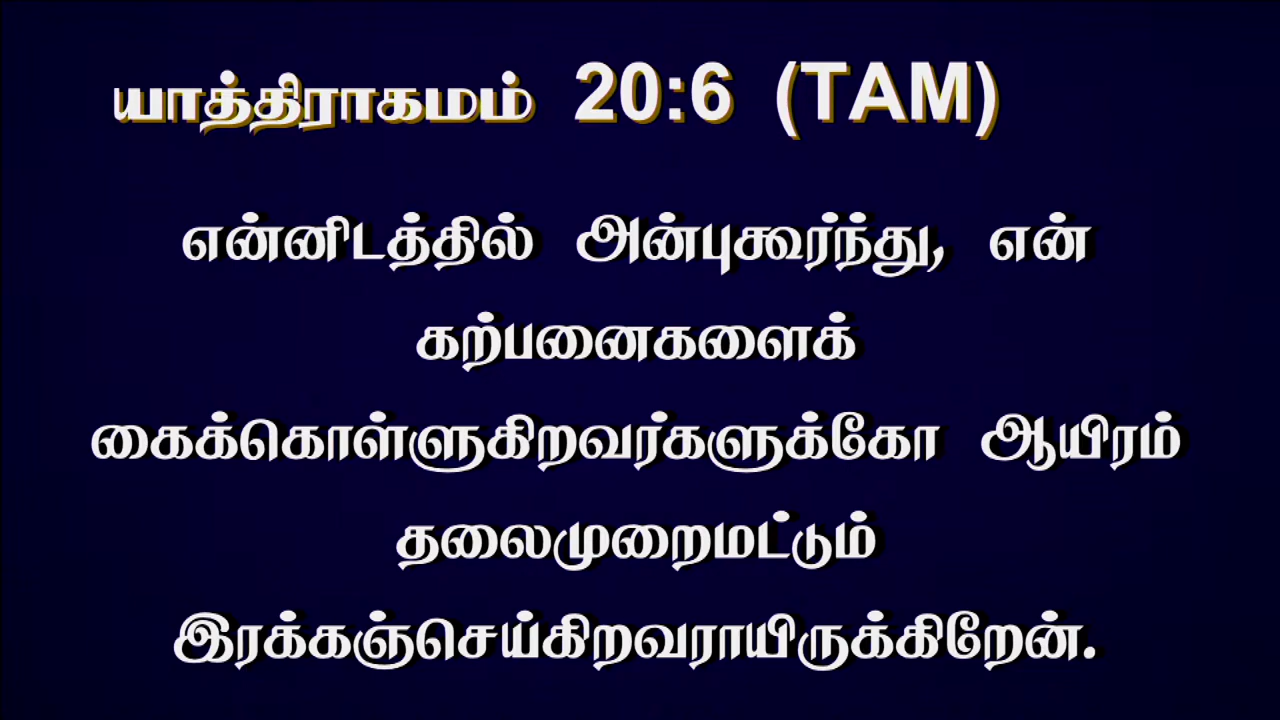 யாத்திராகமம் 20:6 (TAM)
என்னிடத்தில் அன்புகூர்ந்து, என்
கற்பனைகளைக்
கைக்கொள்ளுகிறவர்களுக்கோ ஆயிரம்
தலைமுறைமட்டும்
இரக்கஞ்செய்கிறவராயிருக்கிறேன்.